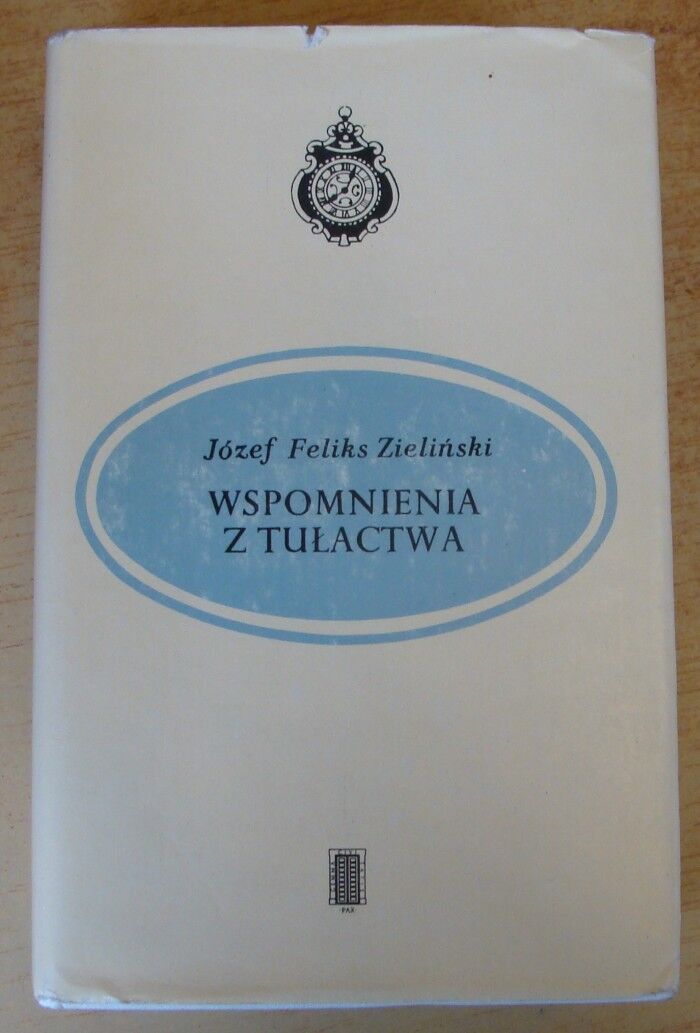 Józef Feliks Zieliński
WSPOMNIENIA
Z TUŁACTWA
·PAX·